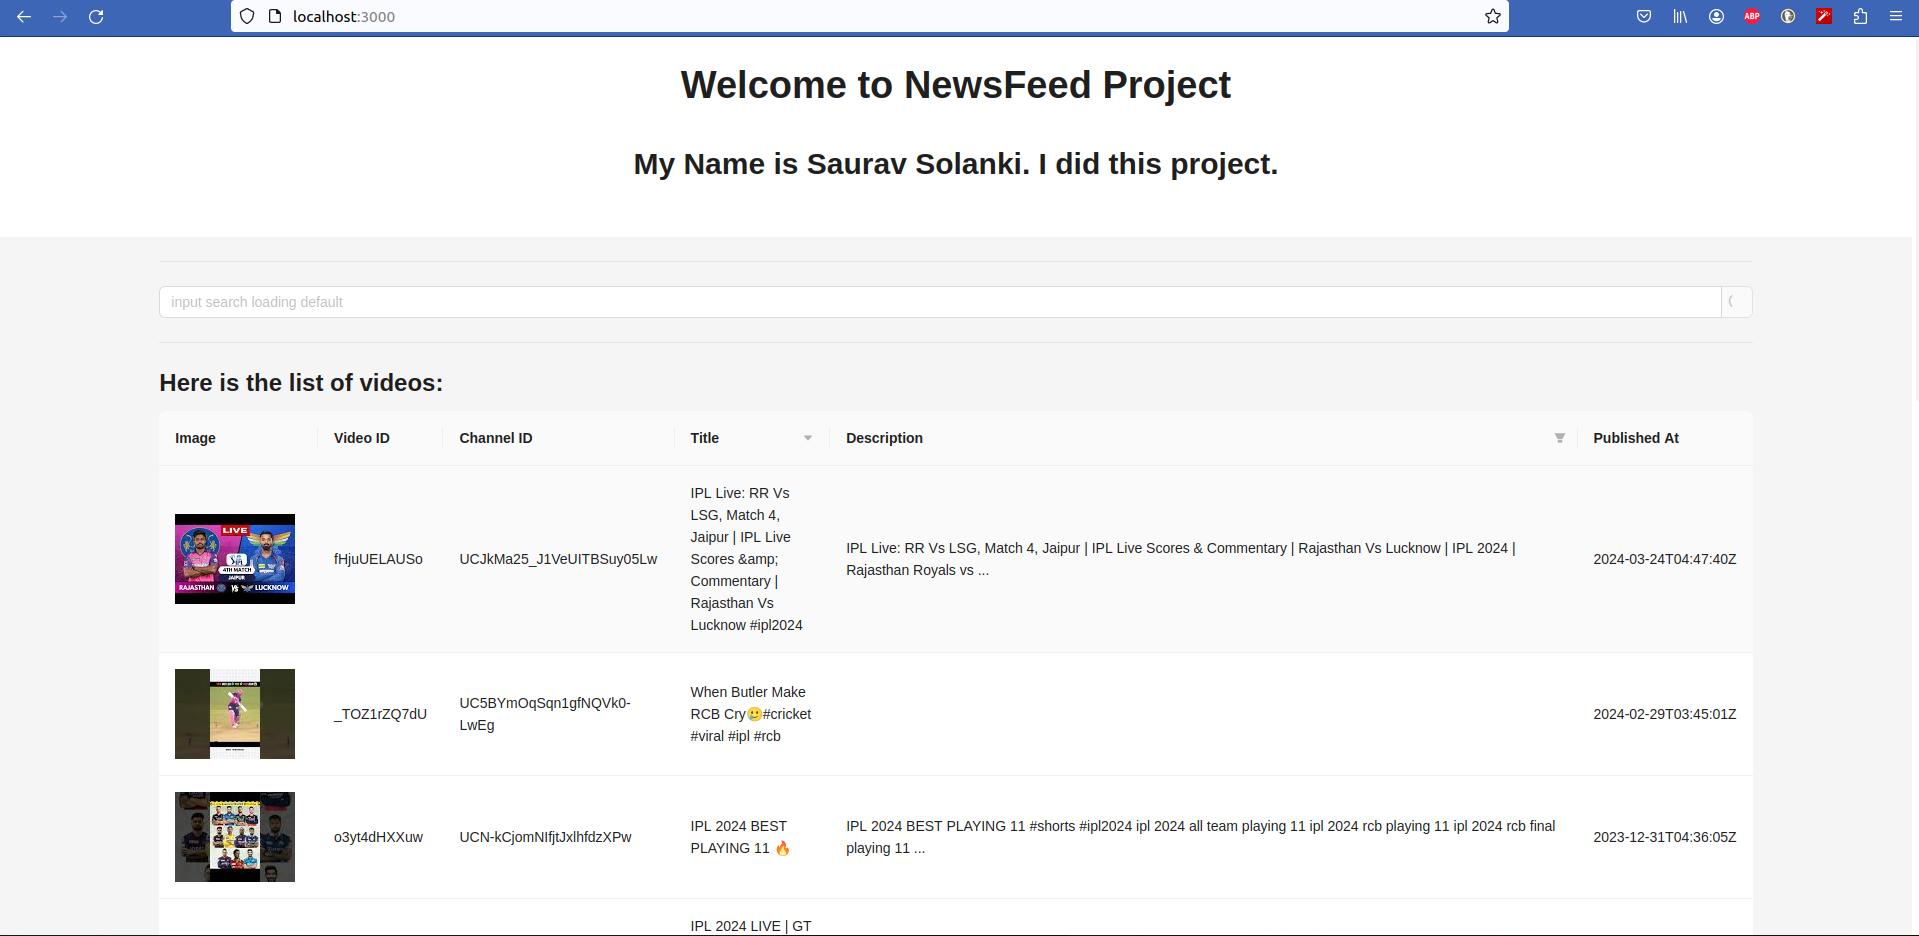 localhost:3000
ABP
Welcome to NewsFeed Project
My Name is Saurav Solanki. I did this project.
input search loading default
Here is the list of videos:
Image
Video ID
Channel ID
Title
Description
Published At
LIVE
4TH MATCH
JAIPUR
RAJASTHAN VS LUCKNOW
fHjuUELAUSo
UCJkMa25_J1VeUITBSuy05Lw
IPL Live: RR Vs
LSG, Match 4,
Jaipur | IPL Live
Scores &amp;
Commentary |
Rajasthan Vs
Lucknow #ipl2024
IPL Live: RR Vs LSG, Match 4, Jaipur | IPL Live Scores & Commentary | Rajasthan Vs Lucknow | IPL 2024 |
Rajasthan Royals vs ...
2024-03-24T04:47:40Z
_TOZ1rZQ7dU
UC5BYmOqSqn1gfNQVk0-
LwEg
When Butler Make
RCB Cry🥲#cricket
#viral #ipl #rcb
2024-02-29T03:45:01Z
o3yt4dHXXuw
UCN-kCjomNIfjtJxlhfdzXPw
IPL 2024 BEST
PLAYING 11 🔥
IPL 2024 BEST PLAYING 11 #shorts #ipl2024 ipl 2024 all team playing 11 ipl 2024 rcb playing 11 ipl 2024 rcb final
playing 11 ...
2023-12-31T04:36:05Z
IPL 2024 LIVE | GT